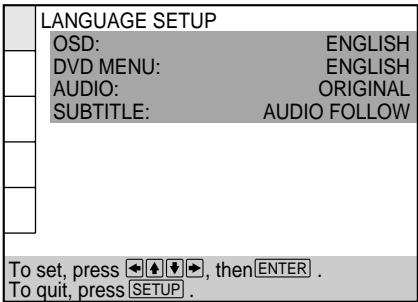 LANGUAGE SETUP
OSD: ENGLISH
DVD MENU: ENGLISH
AUDIO: ORIGINAL
SUBTITLE: AUDIO FOLLOW
To set, press ←↑↓→, then ENTER .
To quit, press SETUP .